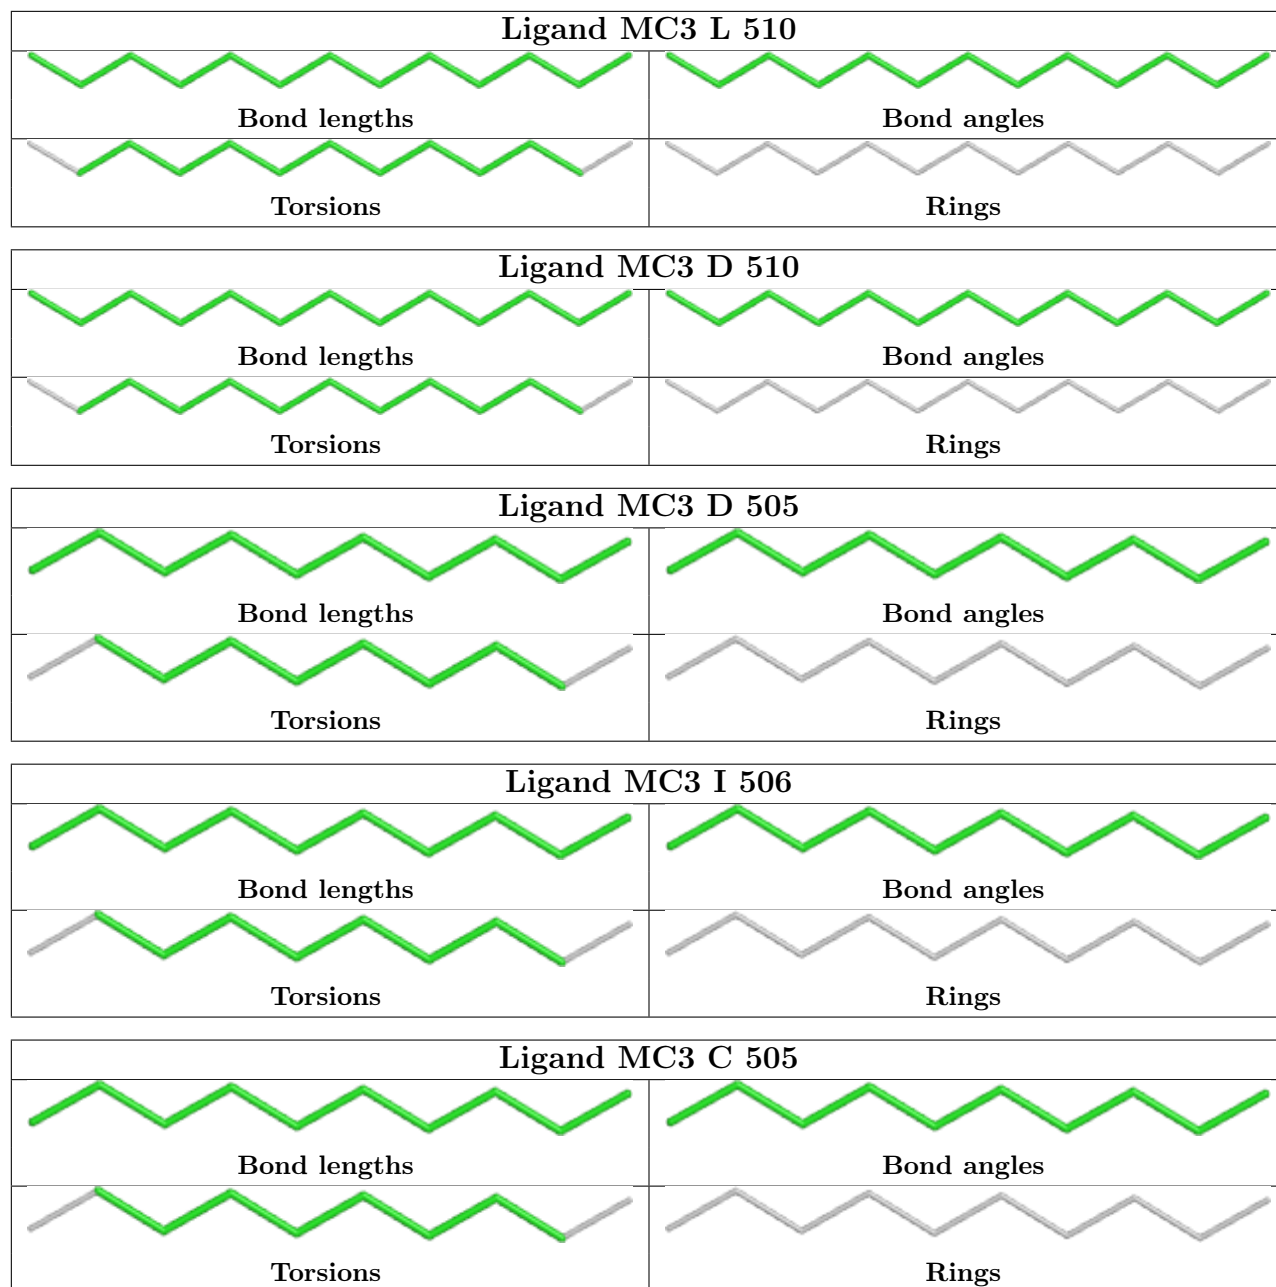 Ligand MC3 L 510
Bond lengths
Bond angles
Torsions
Rings
Ligand MC3 D 510
Bond lengths
Bond angles
Torsions
Rings
Ligand MC3 D 505
Bond lengths
Bond angles
Torsions
Rings
Ligand MC3 I 506
Bond lengths
Bond angles
Torsions
Rings
Ligand MC3 C 505
Bond lengths
Bond angles
Torsions
Rings